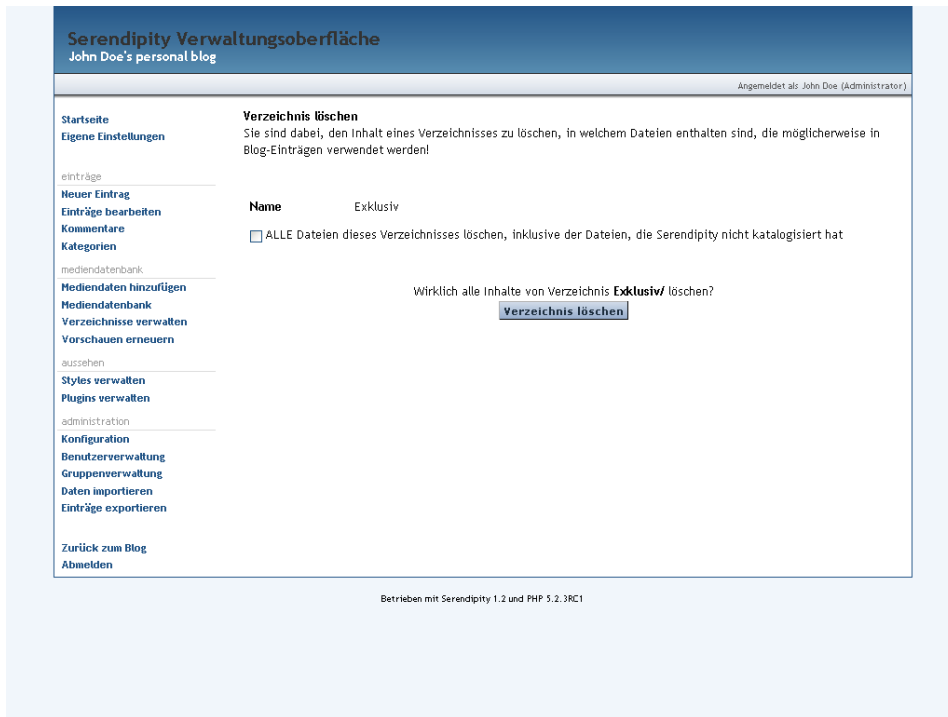 Serendipity Verwaltungsoberfläche
John Doe's personal blog
Angemeldet als John Doe (Administrator)
Startseite
Eigene Einstellungen
einträge
Neuer Eintrag
Einträge bearbeiten
Kommentare
Kategorien
mediendatenbank
Mediendaten hinzufügen
Mediendatenbank
Verzeichnisse verwalten
Vorschauen erneuern
aussehen
Styles verwalten
Plugins verwalten
administration
Konfiguration
Benutzerverwaltung
Gruppenverwaltung
Daten importieren
Einträge exportieren
Zurück zum Blog
Abmelden
Verzeichnis löschen
Sie sind dabei, den Inhalt eines Verzeichnisses zu löschen, in welchem Dateien enthalten sind, die möglicherweise in
Blog-Einträgen verwendet werden!
Name Exklusiv
ALLE Dateien dieses Verzeichnisses löschen, inklusive der Dateien, die Serendipity nicht katalogisiert hat
Wirklich alle Inhalte von Verzeichnis Exklusiv/ löschen?
Verzeichnis löschen
Betrieben mit Serendipity 1.2 und PHP 5.2.3RC1